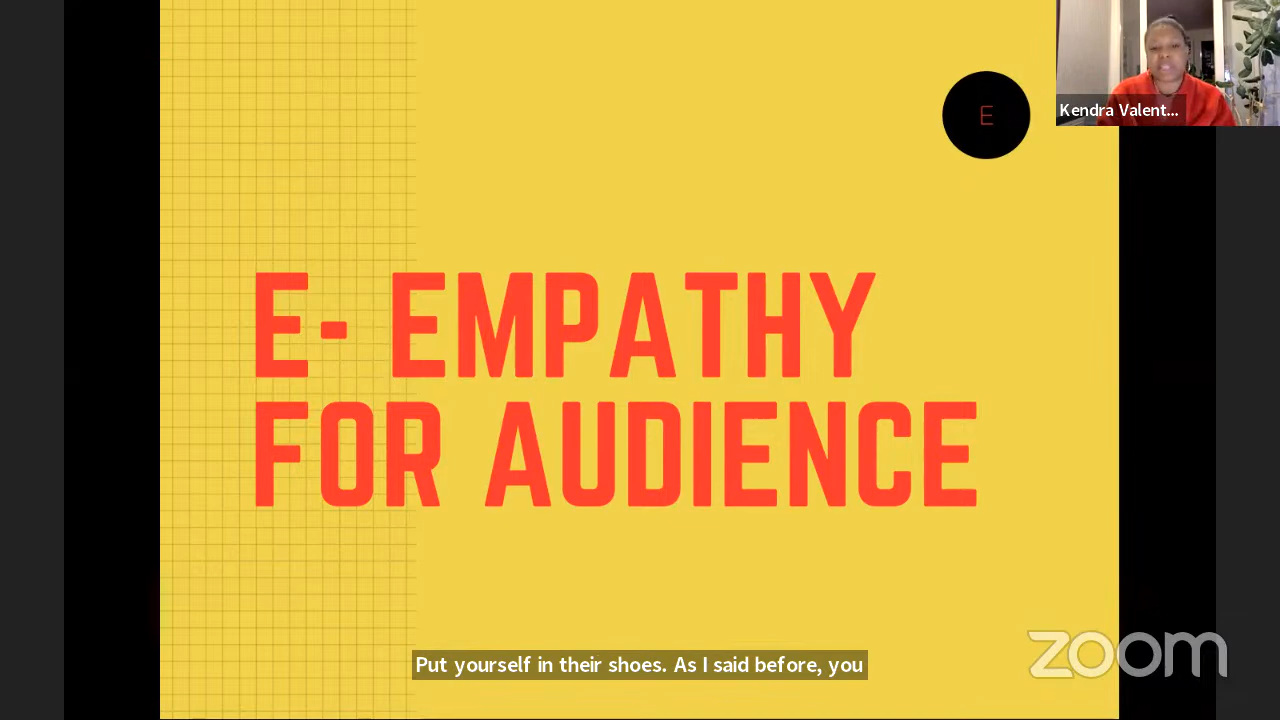 E
Kendra Valent...
E- EMPATHY
FOR AUDIENCE
Put yourself in their shoes. As I said before, you
zoom